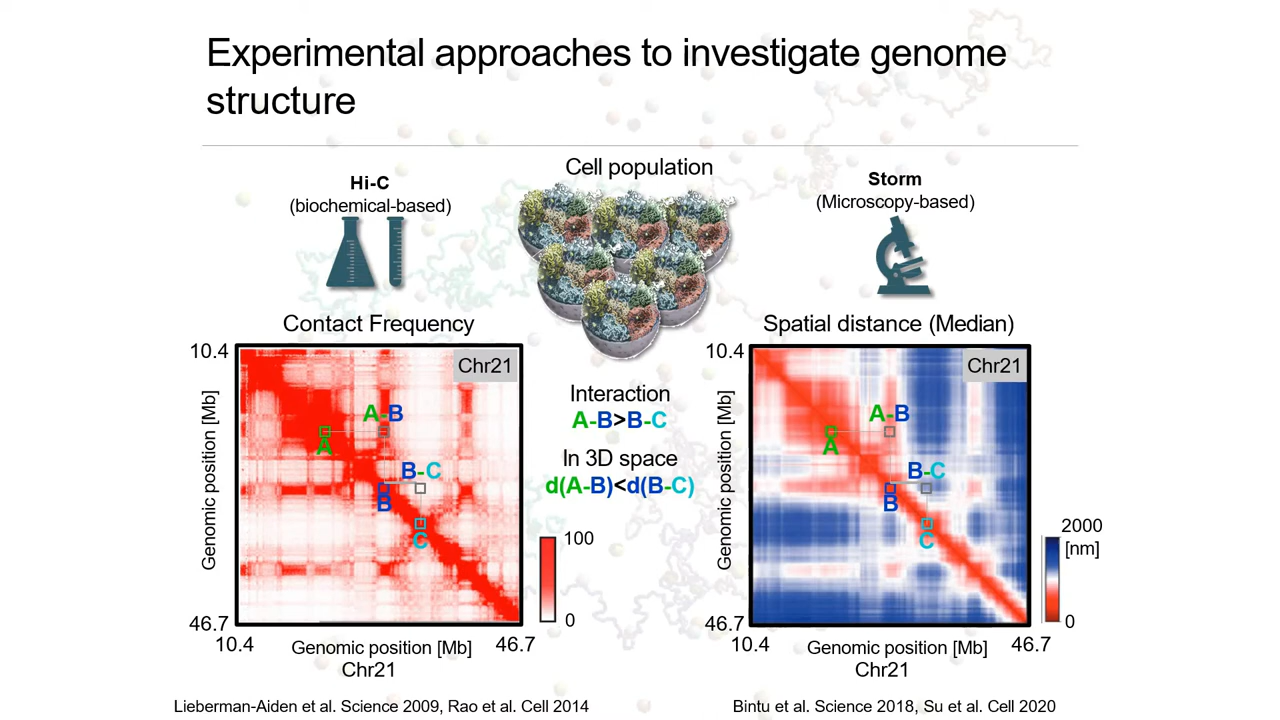 Experimental approaches to investigate genome
structure
Cell population
Hi-C
(biochemical-based)
Storm
(Microscopy-based)
Contact Frequency
Spatial distance (Median)
10.4
Chr21
A-B
A
B-C
B
C
Genomic position [Mb]
46.7
10.4
Genomic position [Mb]
46.7
Chr21
100
0
Interaction
A-B>B-C
In 3D space
d(A-B)<d(B-C)
10.4
Chr21
A-B
A
B-C
B
C
Genomic position [Mb]
46.7
10.4
Genomic position [Mb]
46.7
Chr21
2000
[nm]
0
Lieberman-Aiden et al. Science 2009, Rao et al. Cell 2014
Bintu et al. Science 2018, Su et al. Cell 2020